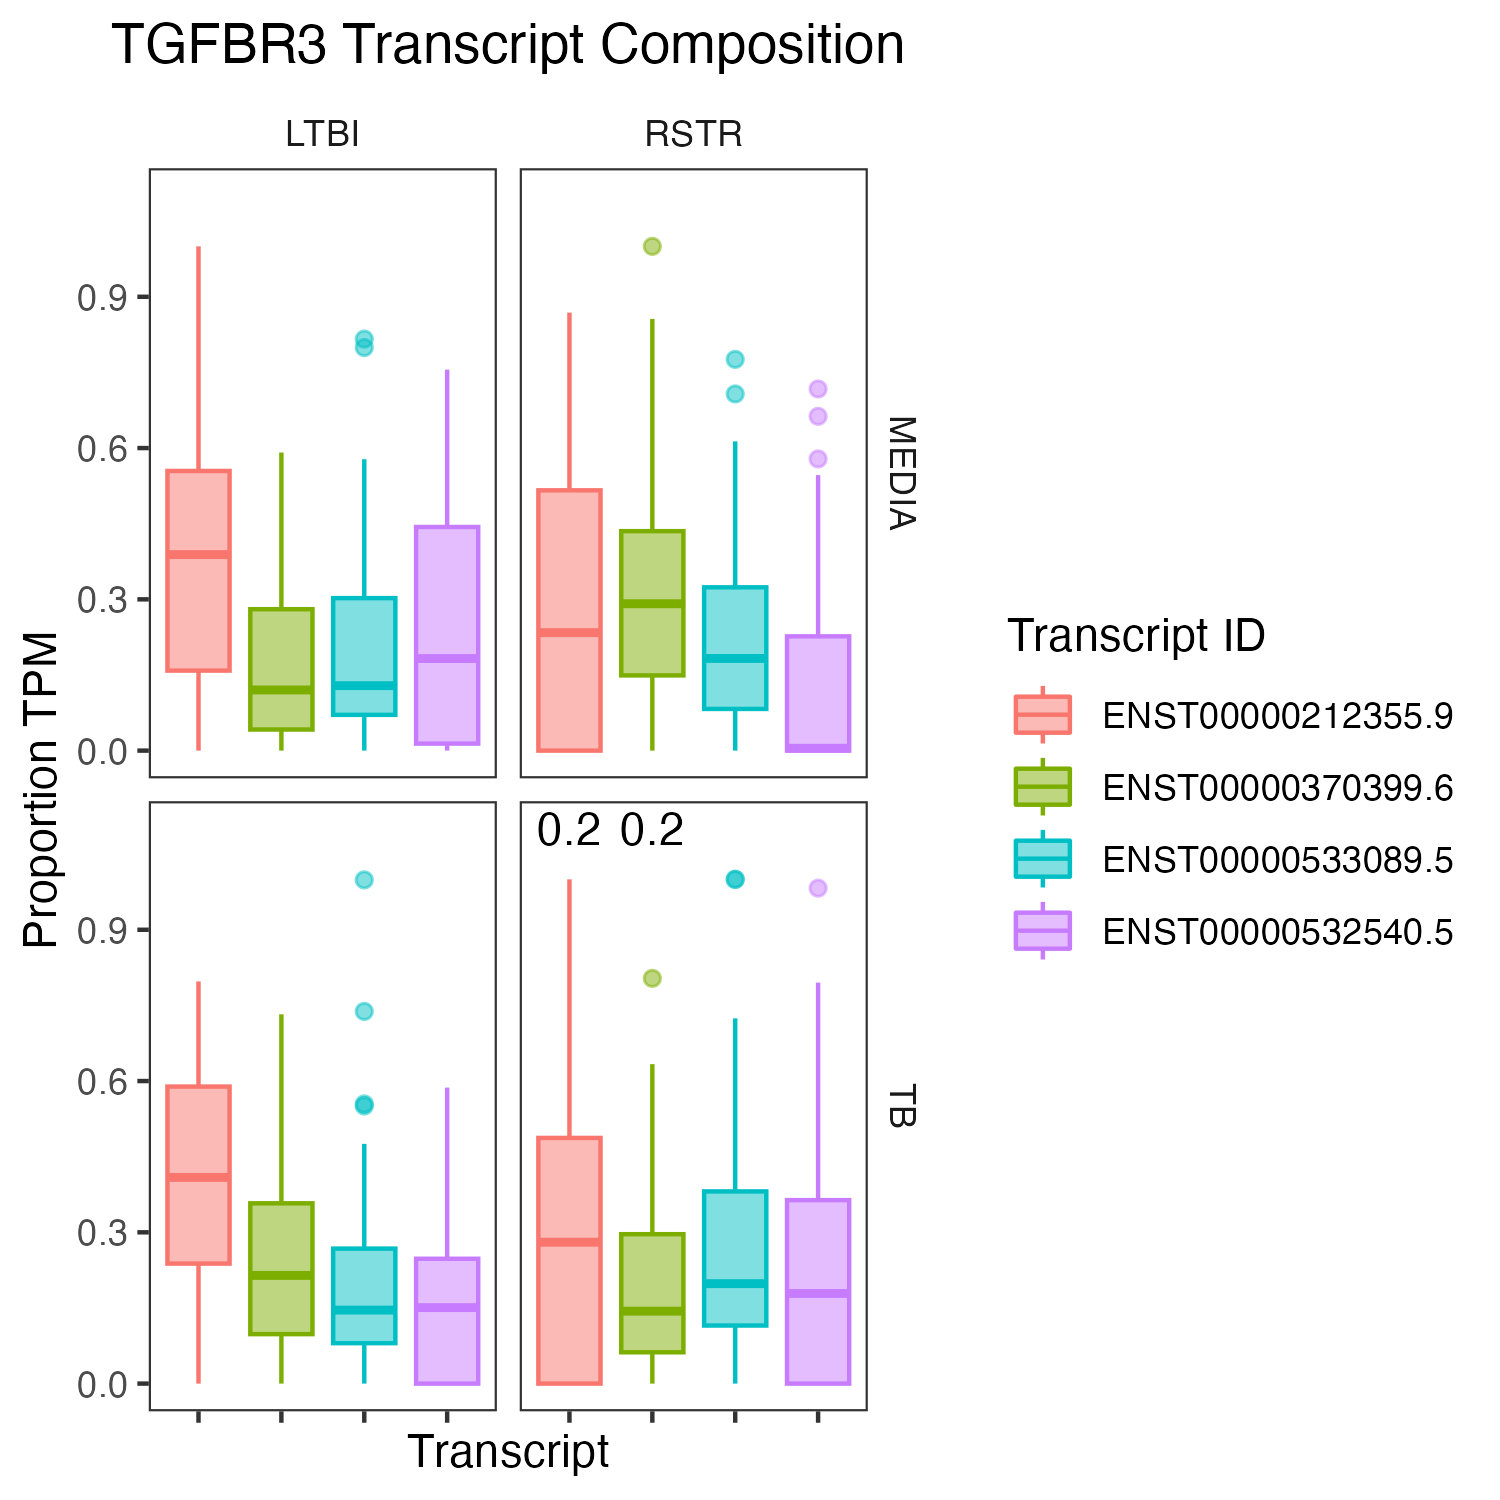 TGFBR3 Transcript Composition
LTBI
RSTR
0.9
0.6
0.3
0.0
MEDIA
0.2 0.2
0.9
0.6
0.3
0.0
TB
Proportion TPM
Transcript
Transcript ID
ENST00000212355.9
ENST00000370399.6
ENST00000533089.5
ENST00000532540.5